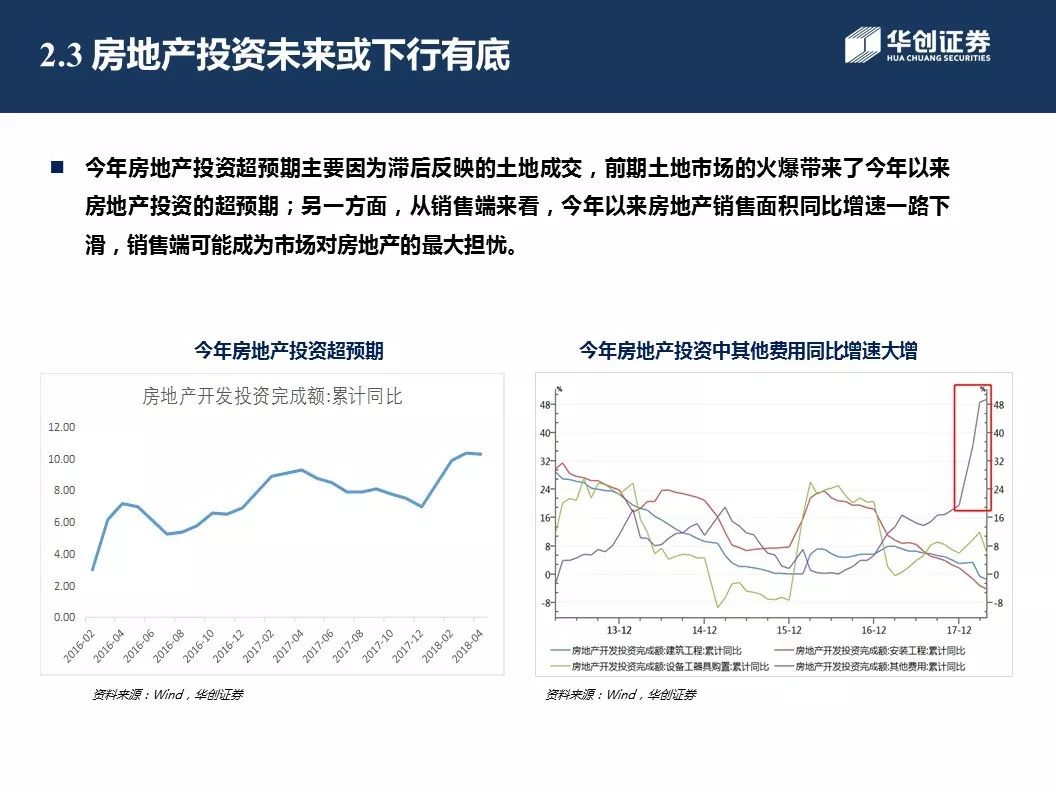 2.3 房地产投资未来或下行有底
华创证券
HUA CHUANG SECURITIES
今年房地产投资超预期主要因为滞后反映的土地成交，前期土地市场的火爆带来了今年以来
房地产投资的超预期；另一方面，从销售端来看，今年以来房地产销售面积同比增速一路下
滑，销售端可能成为市场对房地产的最大担忧。
今年房地产投资超预期
房地产开发投资完成额:累计同比
12.00
10.00
8.00
6.00
4.00
2.00
0.00
2016-02 2016-04 2016-06 2016-08 2016-10 2016-12 2017-02 2017-04 2017-06 2017-08 2017-10 2017-12 2018-02 2018-04
资料来源：Wind，华创证券
今年房地产投资中其他费用同比增速大增
% %
48 48
40 40
32 32
24 24
16 16
8 8
0 0
-8 -8
13-12 14-12 15-12 16-12 17-12
房地产开发投资完成额:建筑工程:累计同比 房地产开发投资完成额:安装工程:累计同比
房地产开发投资完成额:设备工器具购置:累计同比 房地产开发投资完成额:其他费用:累计同比
资料来源：Wind，华创证券